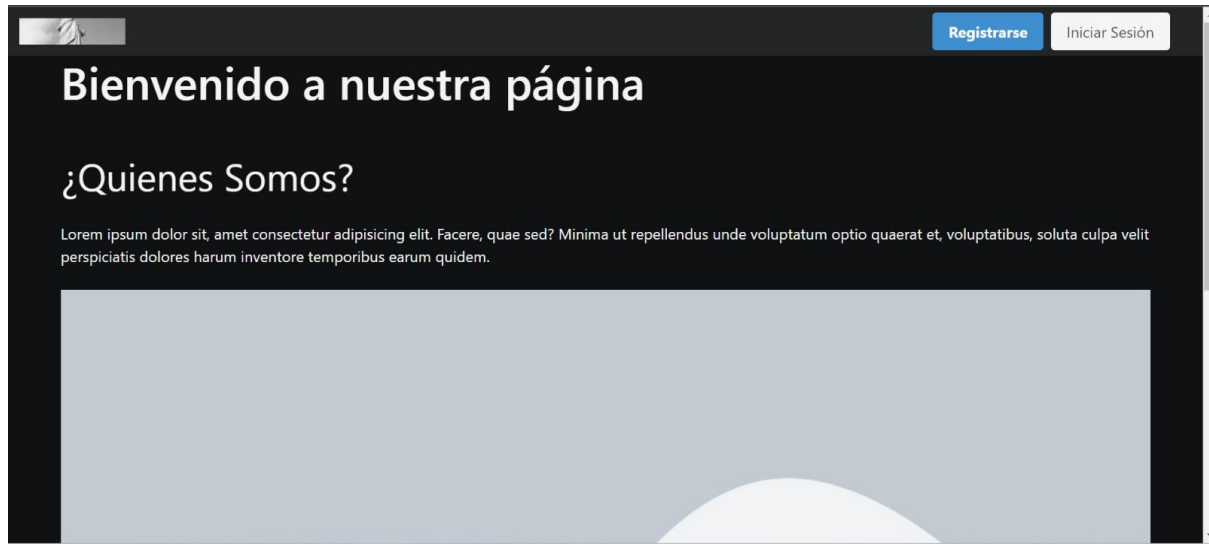 Registrarse
Iniciar Sesión
Bienvenido a nuestra página
¿Quienes Somos?
Lorem ipsum dolor sit, amet consectetur adipisicing elit. Facere, quae sed? Minima ut repellendus unde voluptatum optio quaerat et, voluptatibus, soluta culpa velit
perspiciatis dolores harum inventore temporibus earum quidem.